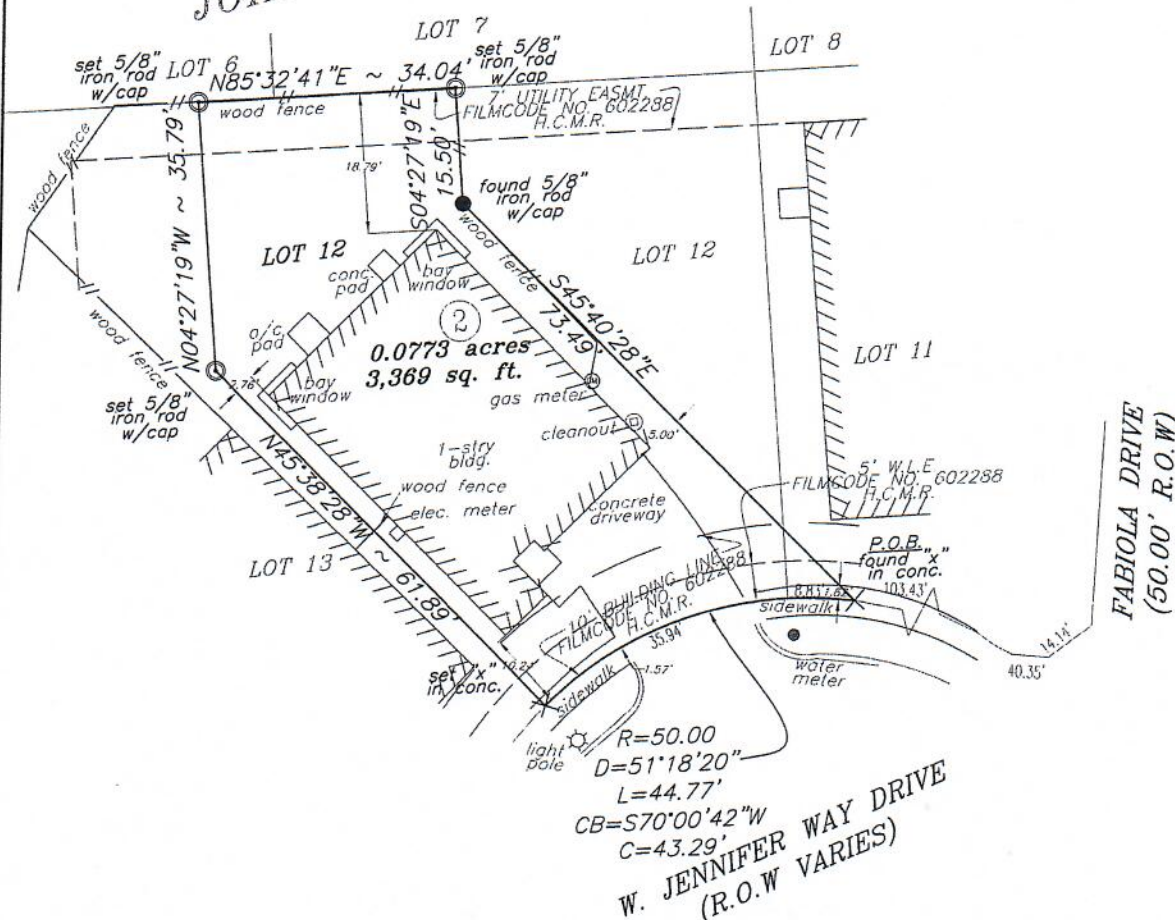 LOT 7
LOT 8
set 5/8"
iron rod
w/cap
LOT 6
N85°32'41"E ~ 34.04'
set 5/8"
iron rod
w/cap
wood fence
7' UTILITY EASMT.
FILMCODE NO. 602288
H.C.M.R.
wood fence
N04°27'19"W ~ 35.79'
18.79'
S04°27'19"E
15.50'
found 5/8"
iron rod
w/cap
wood fence
LOT 12
LOT 12
conc.
pad
bay
window
S45°40'28"E
73.49'
2
0.0773 acres
3,369 sq. ft.
a/c
pad
wood fence
LOT 11
2.76'
bay
window
gas meter
GM
set 5/8"
iron rod
w/cap
cleanout
5.00'
1-stry
bldg.
N45°38'28"W ~ 61.89'
wood fence
elec. meter
concrete
driveway
5' W.L.E
FILMCODE NO. 602288
H.C.M.R.
FABIOLA DRIVE
(50.00' R.O.W)
LOT 13
P.O.B.
found "x"
in conc.
10' BUILDING LINE
FILMCODE NO. 602288
H.C.M.R.
103.43'
sidewalk
35.94'
14.14'
40.35'
water
meter
set "x"
in conc.
sidewalk
1.57'
light
pole
R=50.00
D=51°18'20"
L=44.77'
CB=S70°00'42"W
C=43.29'
W. JENNIFER WAY DRIVE
(R.O.W VARIES)